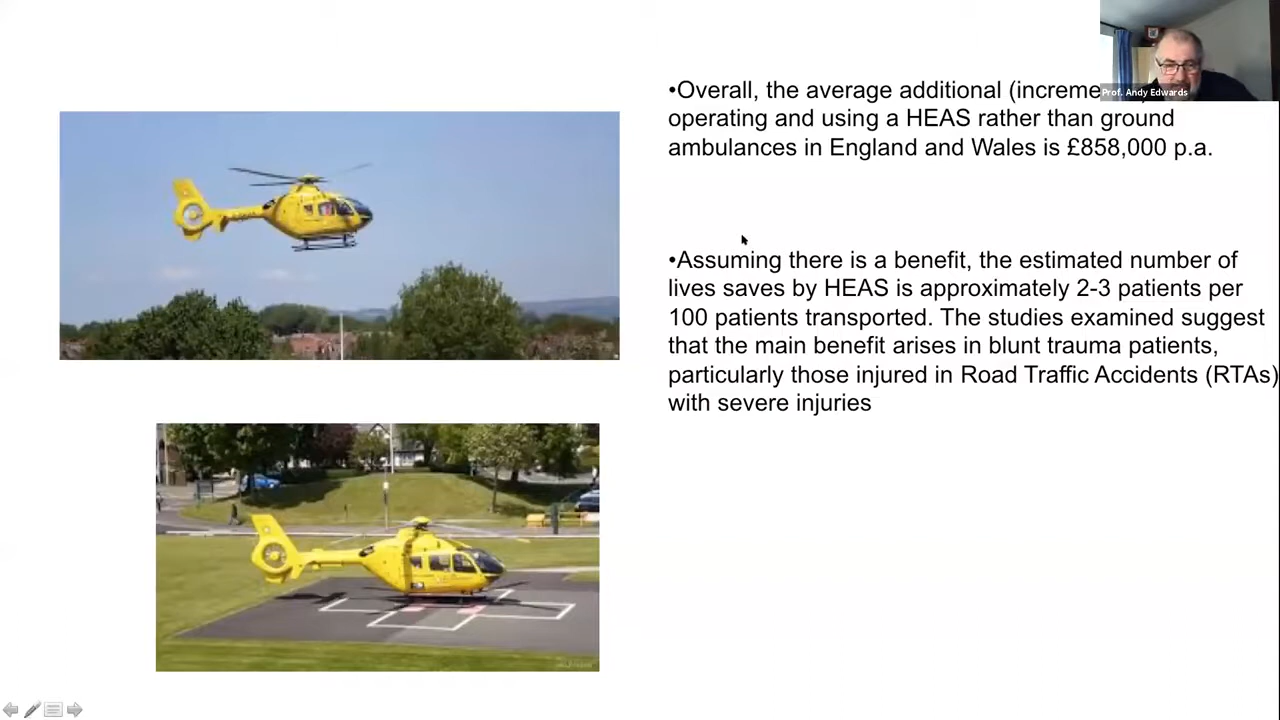 Prof. Andy Edwards
•Overall, the average additional (increme
operating and using a HEAS rather than ground
ambulances in England and Wales is £858,000 p.a.
•Assuming there is a benefit, the estimated number of
lives saves by HEAS is approximately 2-3 patients per
100 patients transported. The studies examined suggest
that the main benefit arises in blunt trauma patients,
particularly those injured in Road Traffic Accidents (RTAs)
with severe injuries